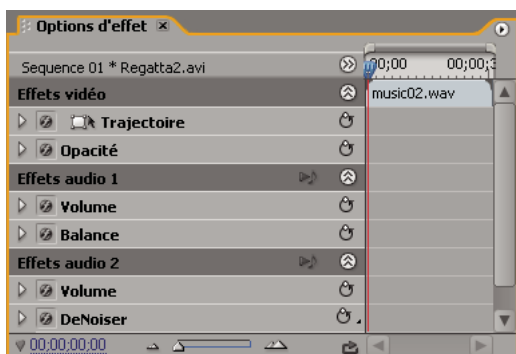 Options d'effet
Sequence 01 * Regatta2.avi
00;00 00;00;3
Effets vidéo
music02.wav
Trajectoire
Opacité
Effets audio 1
Volume
Balance
Effets audio 2
Volume
DeNoiser
00;00;00;00